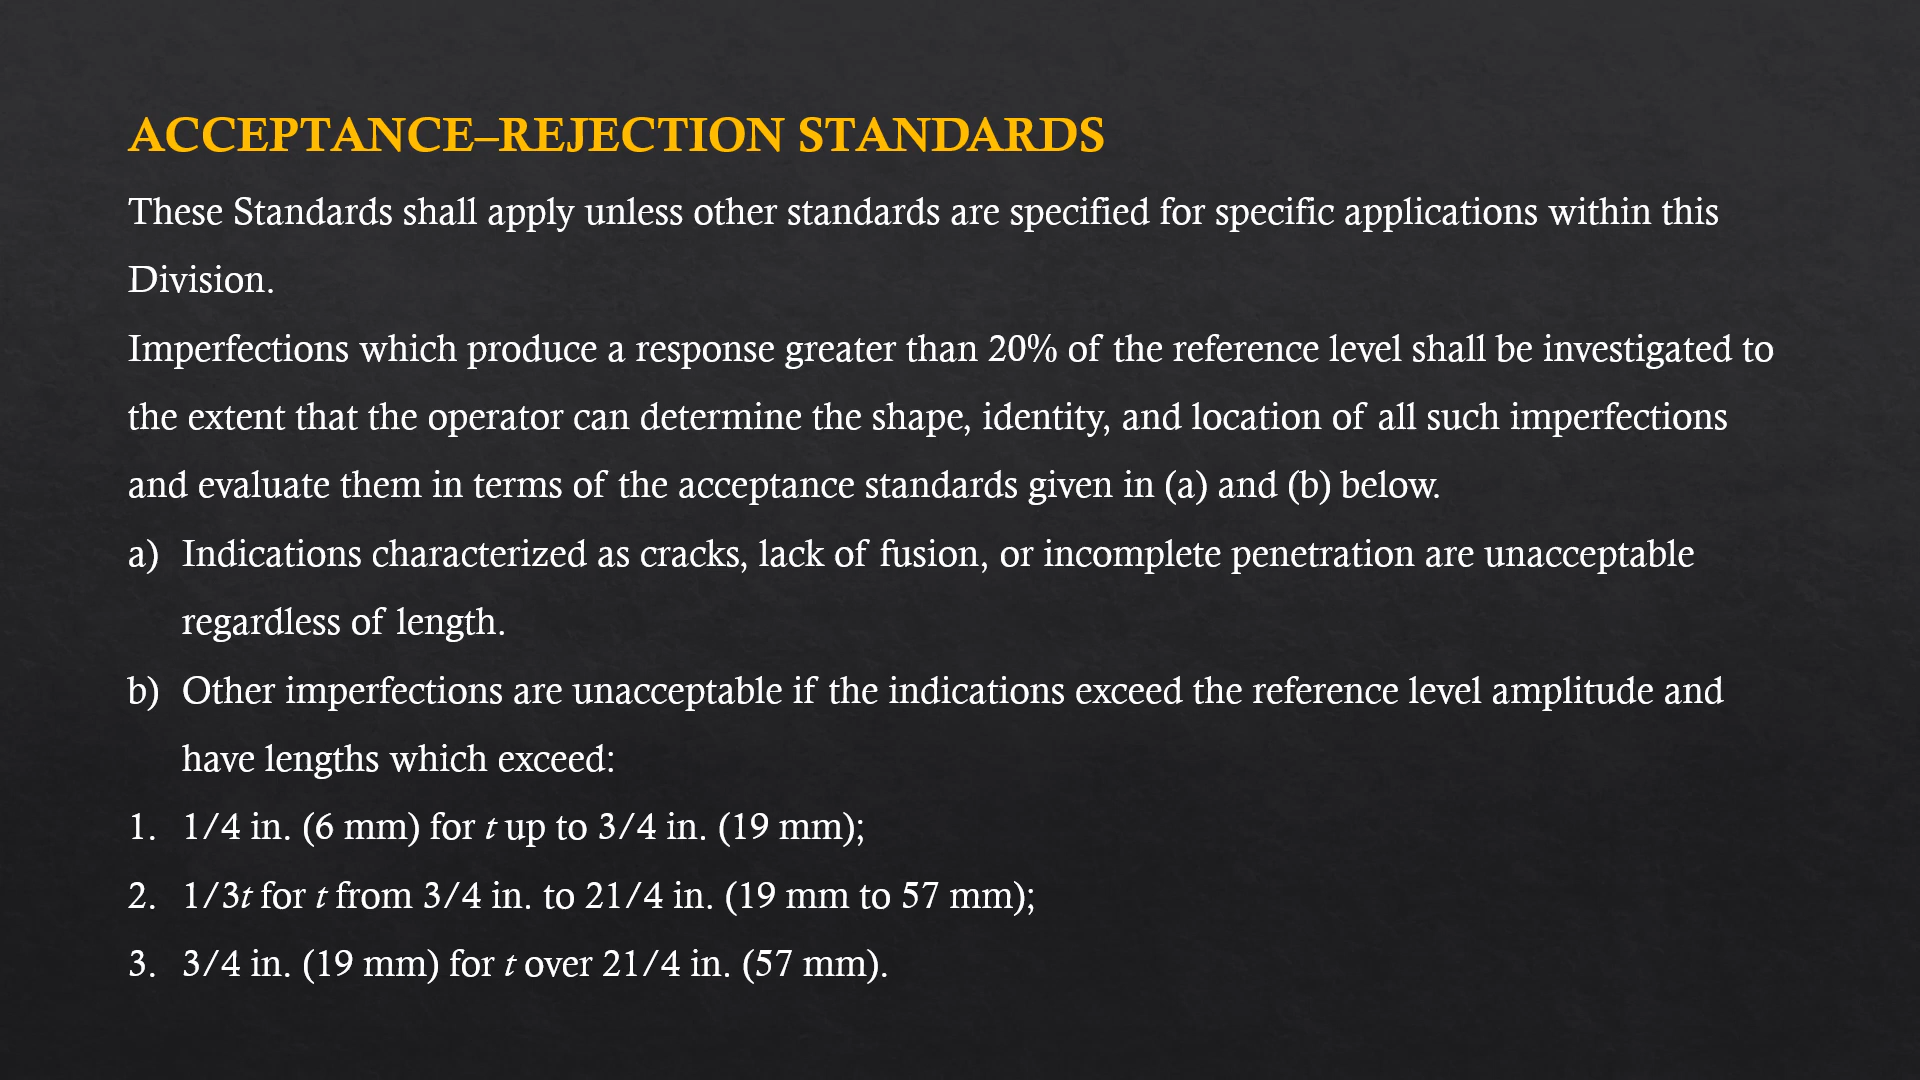 ACCEPTANCE–REJECTION STANDARDS
These Standards shall apply unless other standards are specified for specific applications within this
Division.
Imperfections which produce a response greater than 20% of the reference level shall be investigated to
the extent that the operator can determine the shape, identity, and location of all such imperfections
and evaluate them in terms of the acceptance standards given in (a) and (b) below.
a) Indications characterized as cracks, lack of fusion, or incomplete penetration are unacceptable
regardless of length.
b) Other imperfections are unacceptable if the indications exceed the reference level amplitude and
have lengths which exceed:
1. 1/4 in. (6 mm) for t up to 3/4 in. (19 mm);
2. 1/3t for t from 3/4 in. to 21/4 in. (19 mm to 57 mm);
3. 3/4 in. (19 mm) for t over 21/4 in. (57 mm).